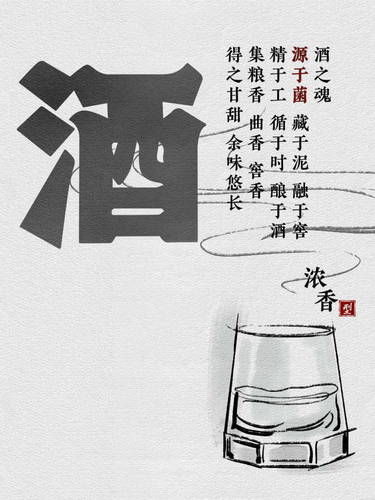 酒
酒之魂
源于菌 藏于泥 融于窖
精于工 循于时 酿于酒
集粮香 曲香 窖香
得之甘甜 余味悠长
浓香
型